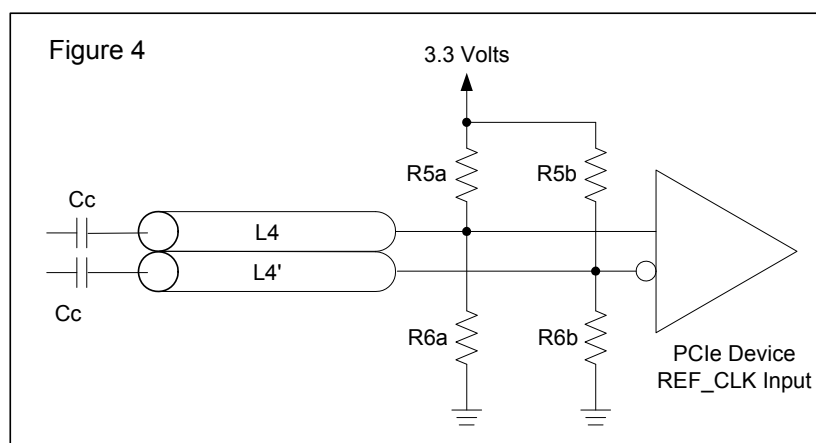 Figure 4
3.3 Volts
R5a
R5b
Cc
L4
L4'
Cc
R6a
R6b
PCIe Device
REF_CLK Input